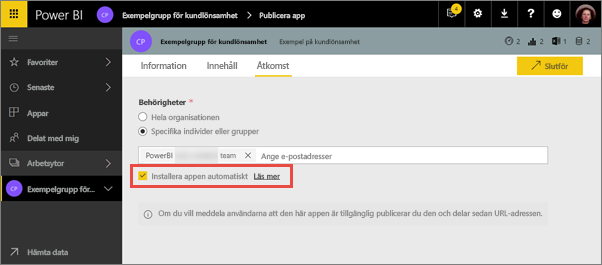 Power BI
Exempelgrupp för kundlönsamhet > Publicera app
4
CP
Exempelgrupp för kundlönsamhet
Exempel på kundlönsamhet
2
2
1
2
Favoriter
Senaste
Appar
Delat med mig
Arbetsytor
CP
Exempelgrupp för...
Hämta data
Information
Innehåll
Åtkomst
Slutför
Behörigheter *
Hela organisationen
Specifika individer eller grupper
PowerBI team × Ange e-postadresser
Installera appen automatiskt Läs mer
Om du vill meddela användarna att den här appen är tillgänglig publicerar du den och delar sedan URL-adressen.